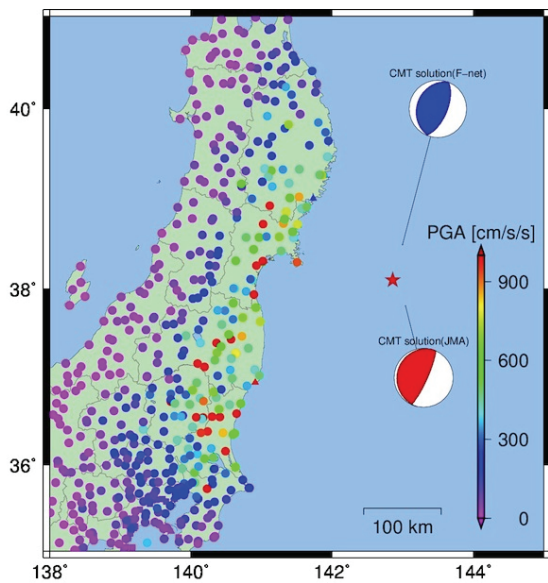 CMT solution(F-net)
40°
PGA [cm/s/s]
900
38°
600
CMT solution(JMA)
300
36°
100 km
0
138
140
142
144